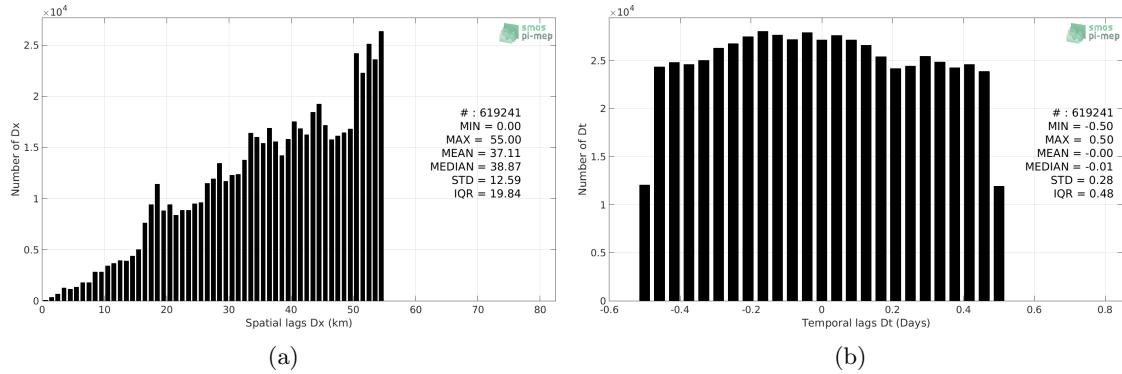 ×10⁴
2.5
2
1.5
1
0.5
0
Number of Dx
0 10 20 30 40 50 60 70 80
Spatial lags Dx (km)
smos
pi-mep
# : 619241
MIN = 0.00
MAX = 55.00
MEAN = 37.11
MEDIAN = 38.87
STD = 12.59
IQR = 19.84
(a)
×10⁴
2.5
2
1.5
1
0.5
0
Number of Dt
-0.6 -0.4 -0.2 0 0.2 0.4 0.6 0.8
Temporal lags Dt (Days)
smos
pi-mep
# : 619241
MIN = -0.50
MAX = 0.50
MEAN = -0.00
MEDIAN = -0.01
STD = 0.28
IQR = 0.48
(b)